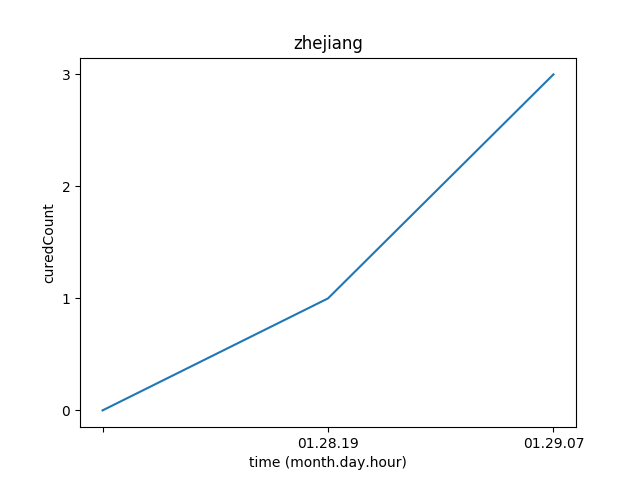 zhejiang
curedCount
3
2
1
0
01.28.19
01.29.07
time (month.day.hour)